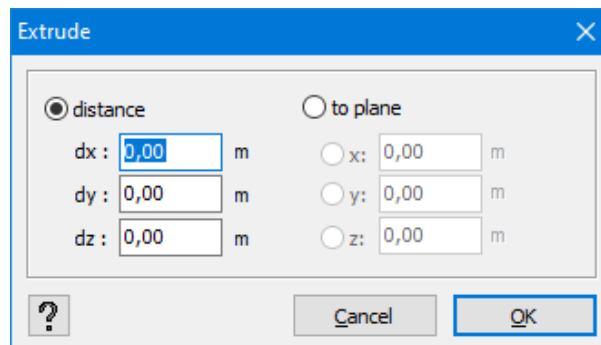 Extrude
distance to plane
dx : 0,00 m x: 0,00 m
dy : 0,00 m y: 0,00 m
dz : 0,00 m z: 0,00 m
? Cancel OK